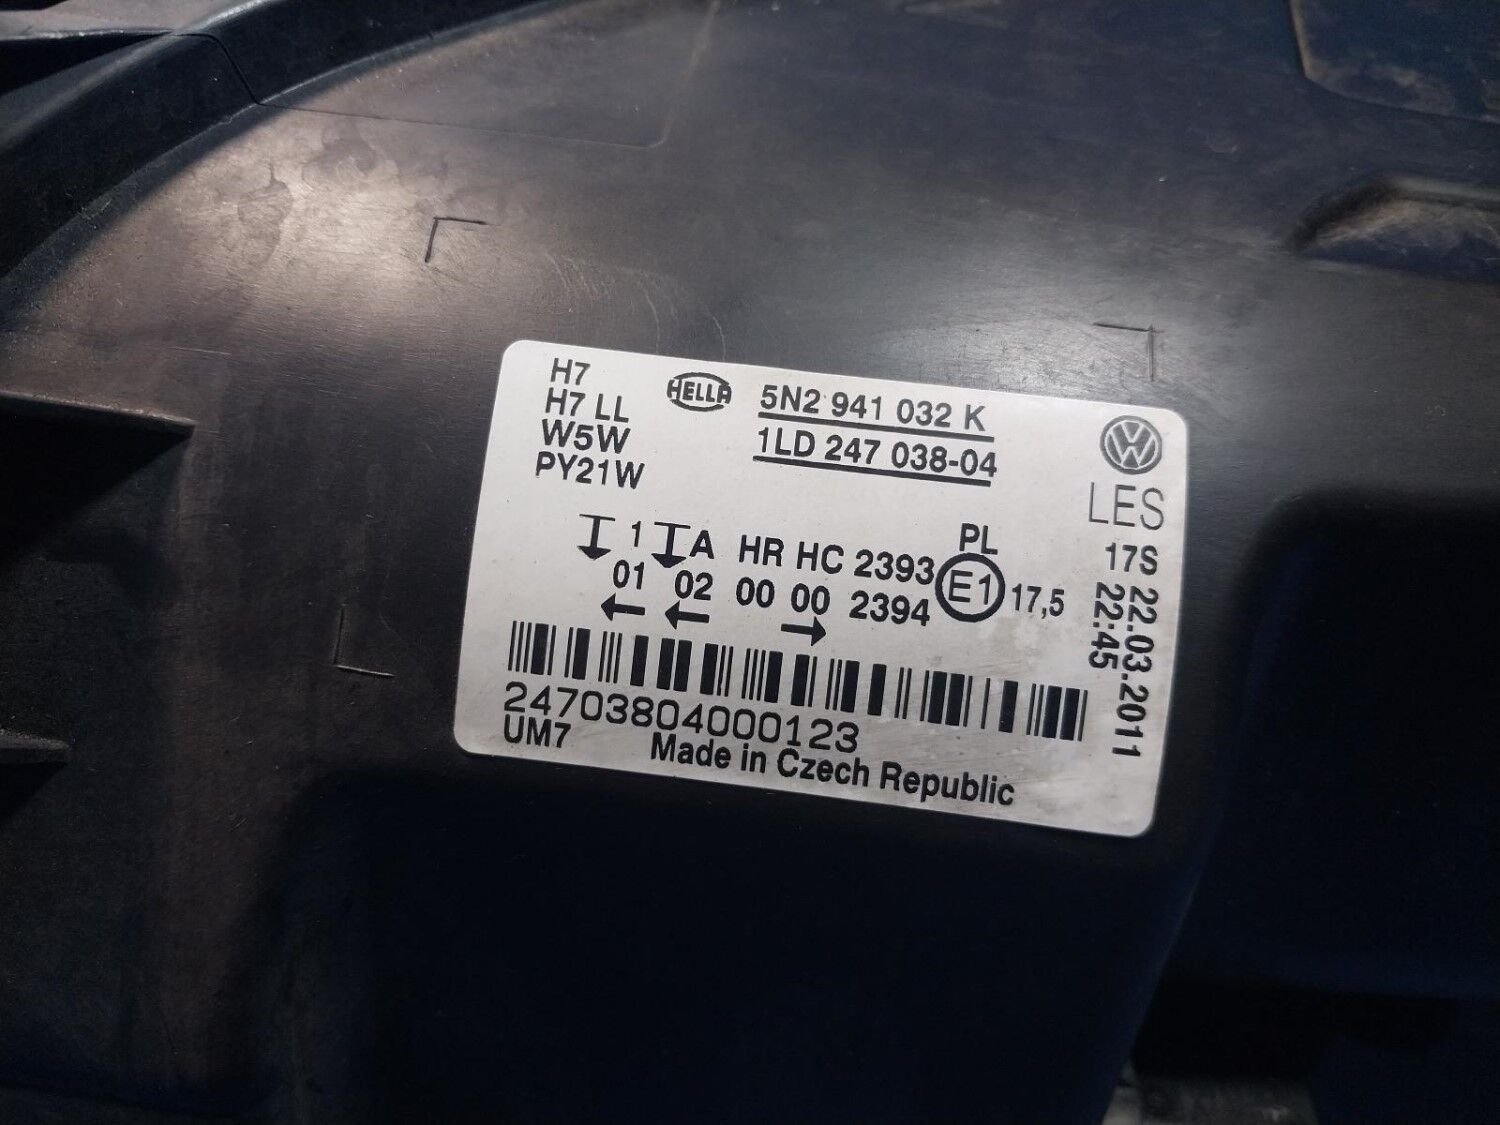 H7
H7 LL
W5W
PY21W
HELLA
5N2 941 032 K
1LD 247 038-04
VW
LES
17S
22.03.2011
22:45
1 A HR HC 2393 PL
01 02 00 00 2394 E1 17,5
← ← →
24703804000123
UM7
Made in Czech Republic